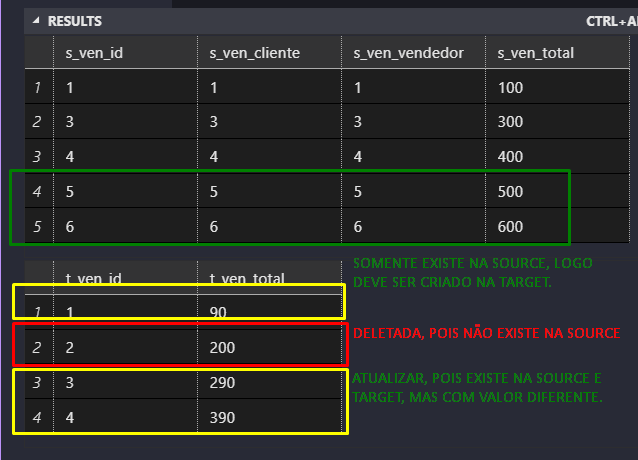 RESULTS CTRL+A
s_ven_id s_ven_cliente s_ven_vendedor s_ven_total
1 1 1 1 100
2 3 3 3 300
3 4 4 4 400
4 5 5 5 500
5 6 6 6 600
SOMENTE EXISTE NA SOURCE, LOGO
DEVE SER CRIADO NA TARGET.
t_ven_id t_ven_total
1 1 90
DELETADA, POIS NÃO EXISTE NA SOURCE
2 2 200
ATUALIZAR, POIS EXISTE NA SOURCE E
TARGET, MAS COM VALOR DIFERENTE.
3 3 290
4 4 390